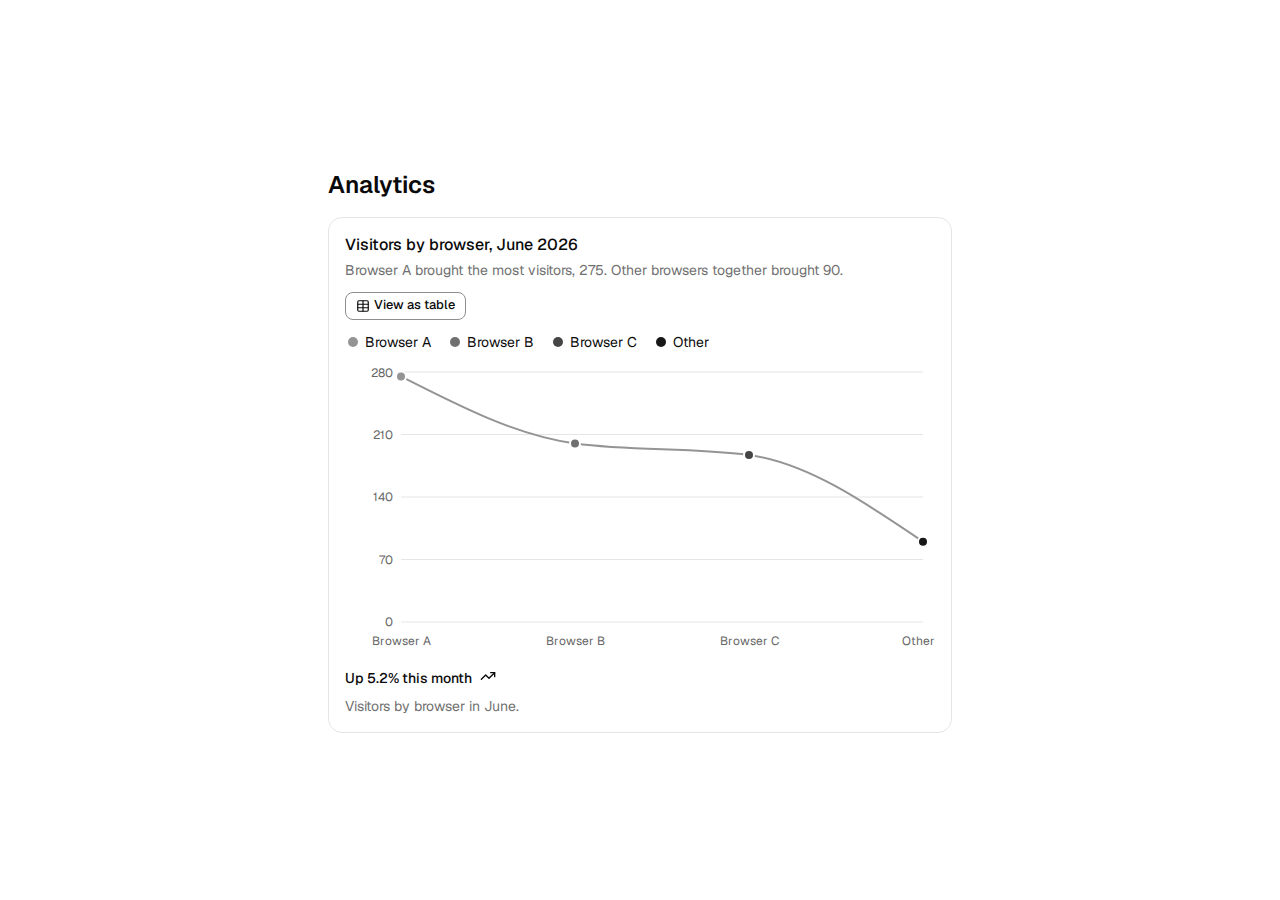 Analytics
Visitors by browser, June 2026
Browser A brought the most visitors, 275. Other browsers together brought 90.
View as table
Browser A Browser B Browser C Other
280
210
140
70
0
Browser A Browser B Browser C Other
Up 5.2% this month
Visitors by browser in June.